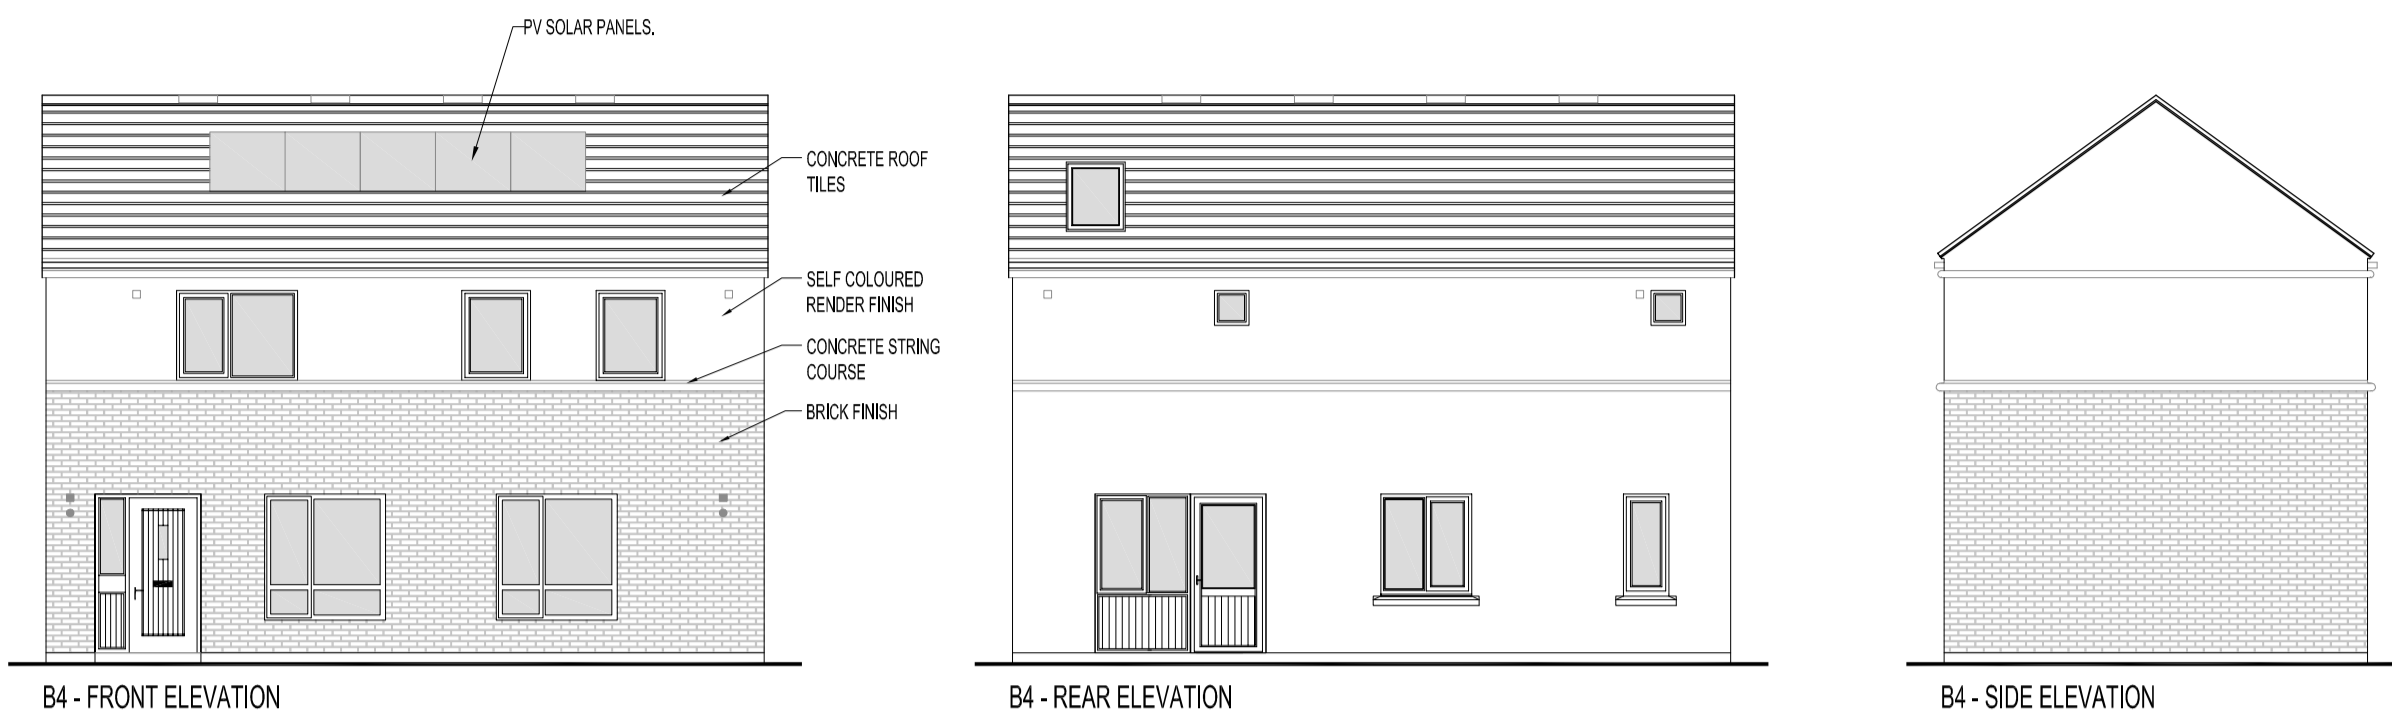 PV SOLAR PANELS.
CONCRETE ROOF
TILES
SELF COLOURED
RENDER FINISH
CONCRETE STRING
COURSE
BRICK FINISH
B4 - FRONT ELEVATION
B4 - REAR ELEVATION
B4 - SIDE ELEVATION